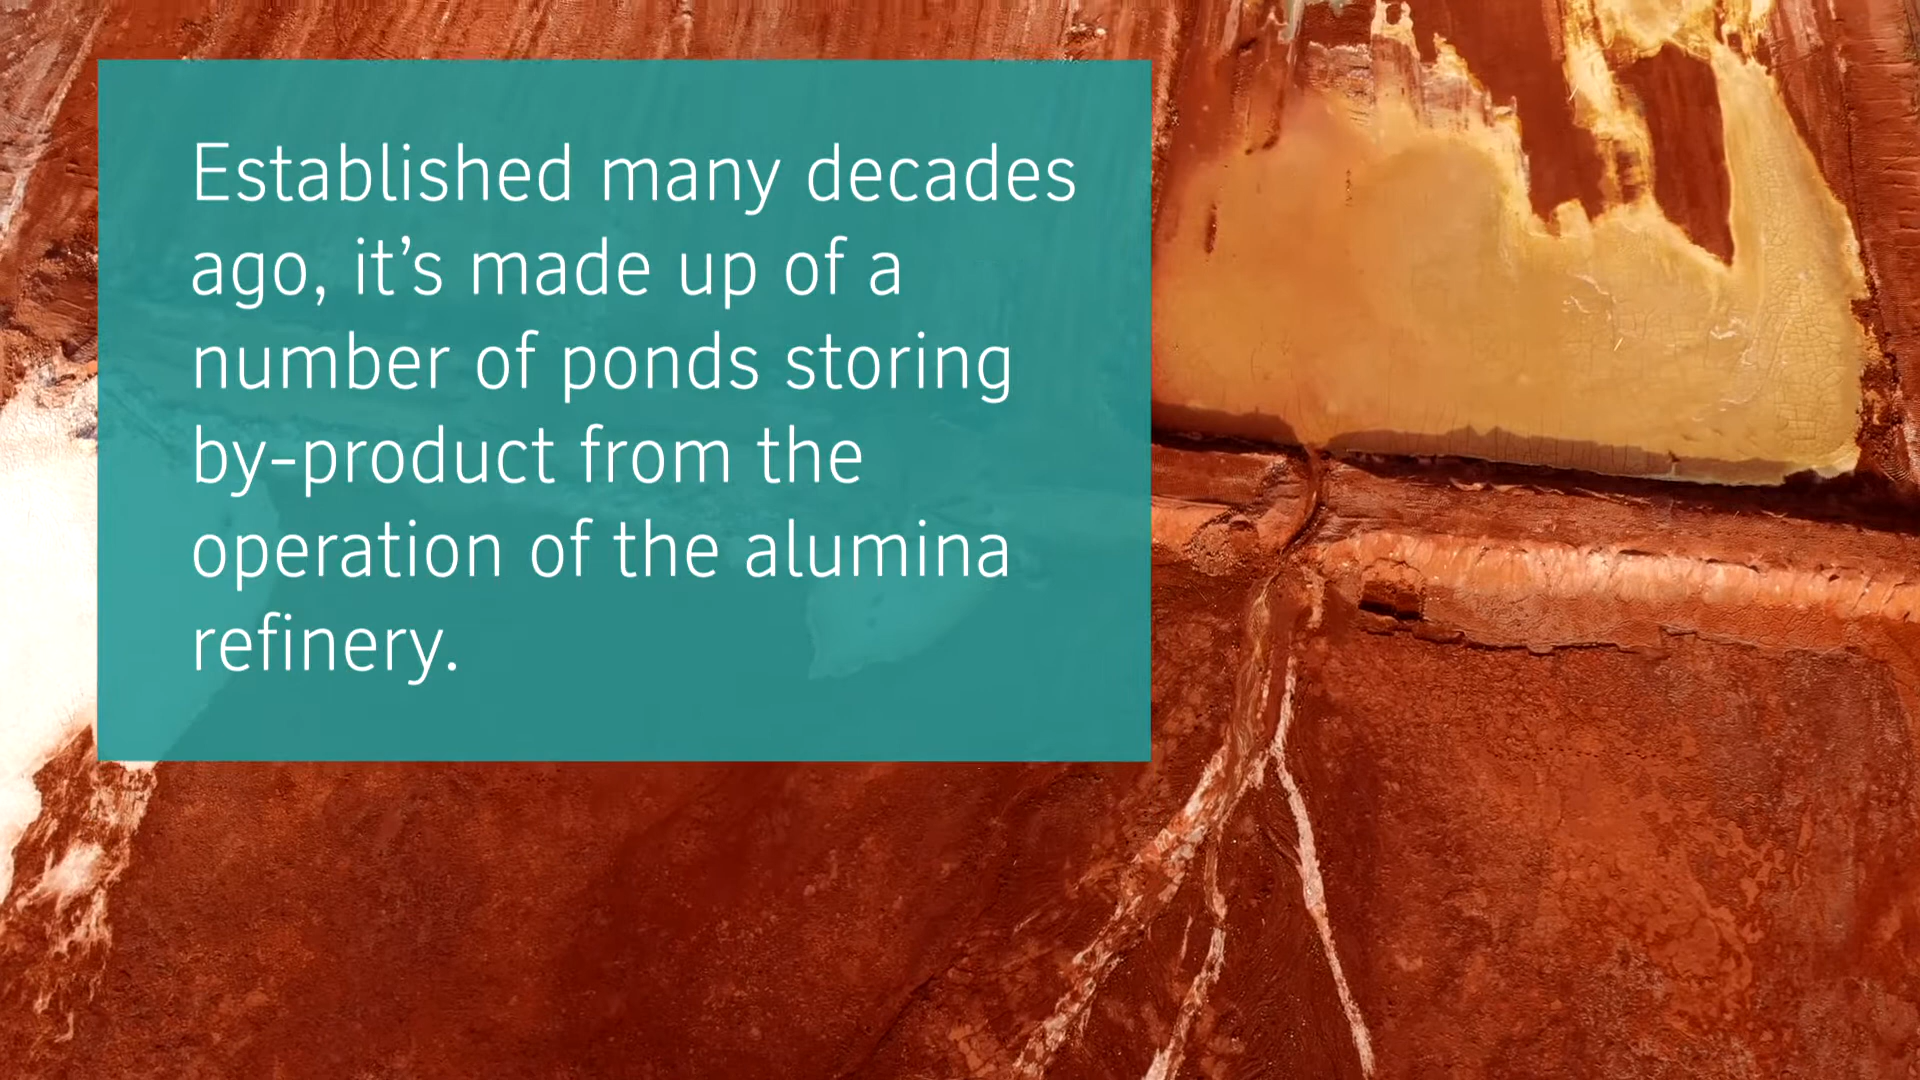 Established many decades
ago, it’s made up of a
number of ponds storing
by-product from the
operation of the alumina
refinery.